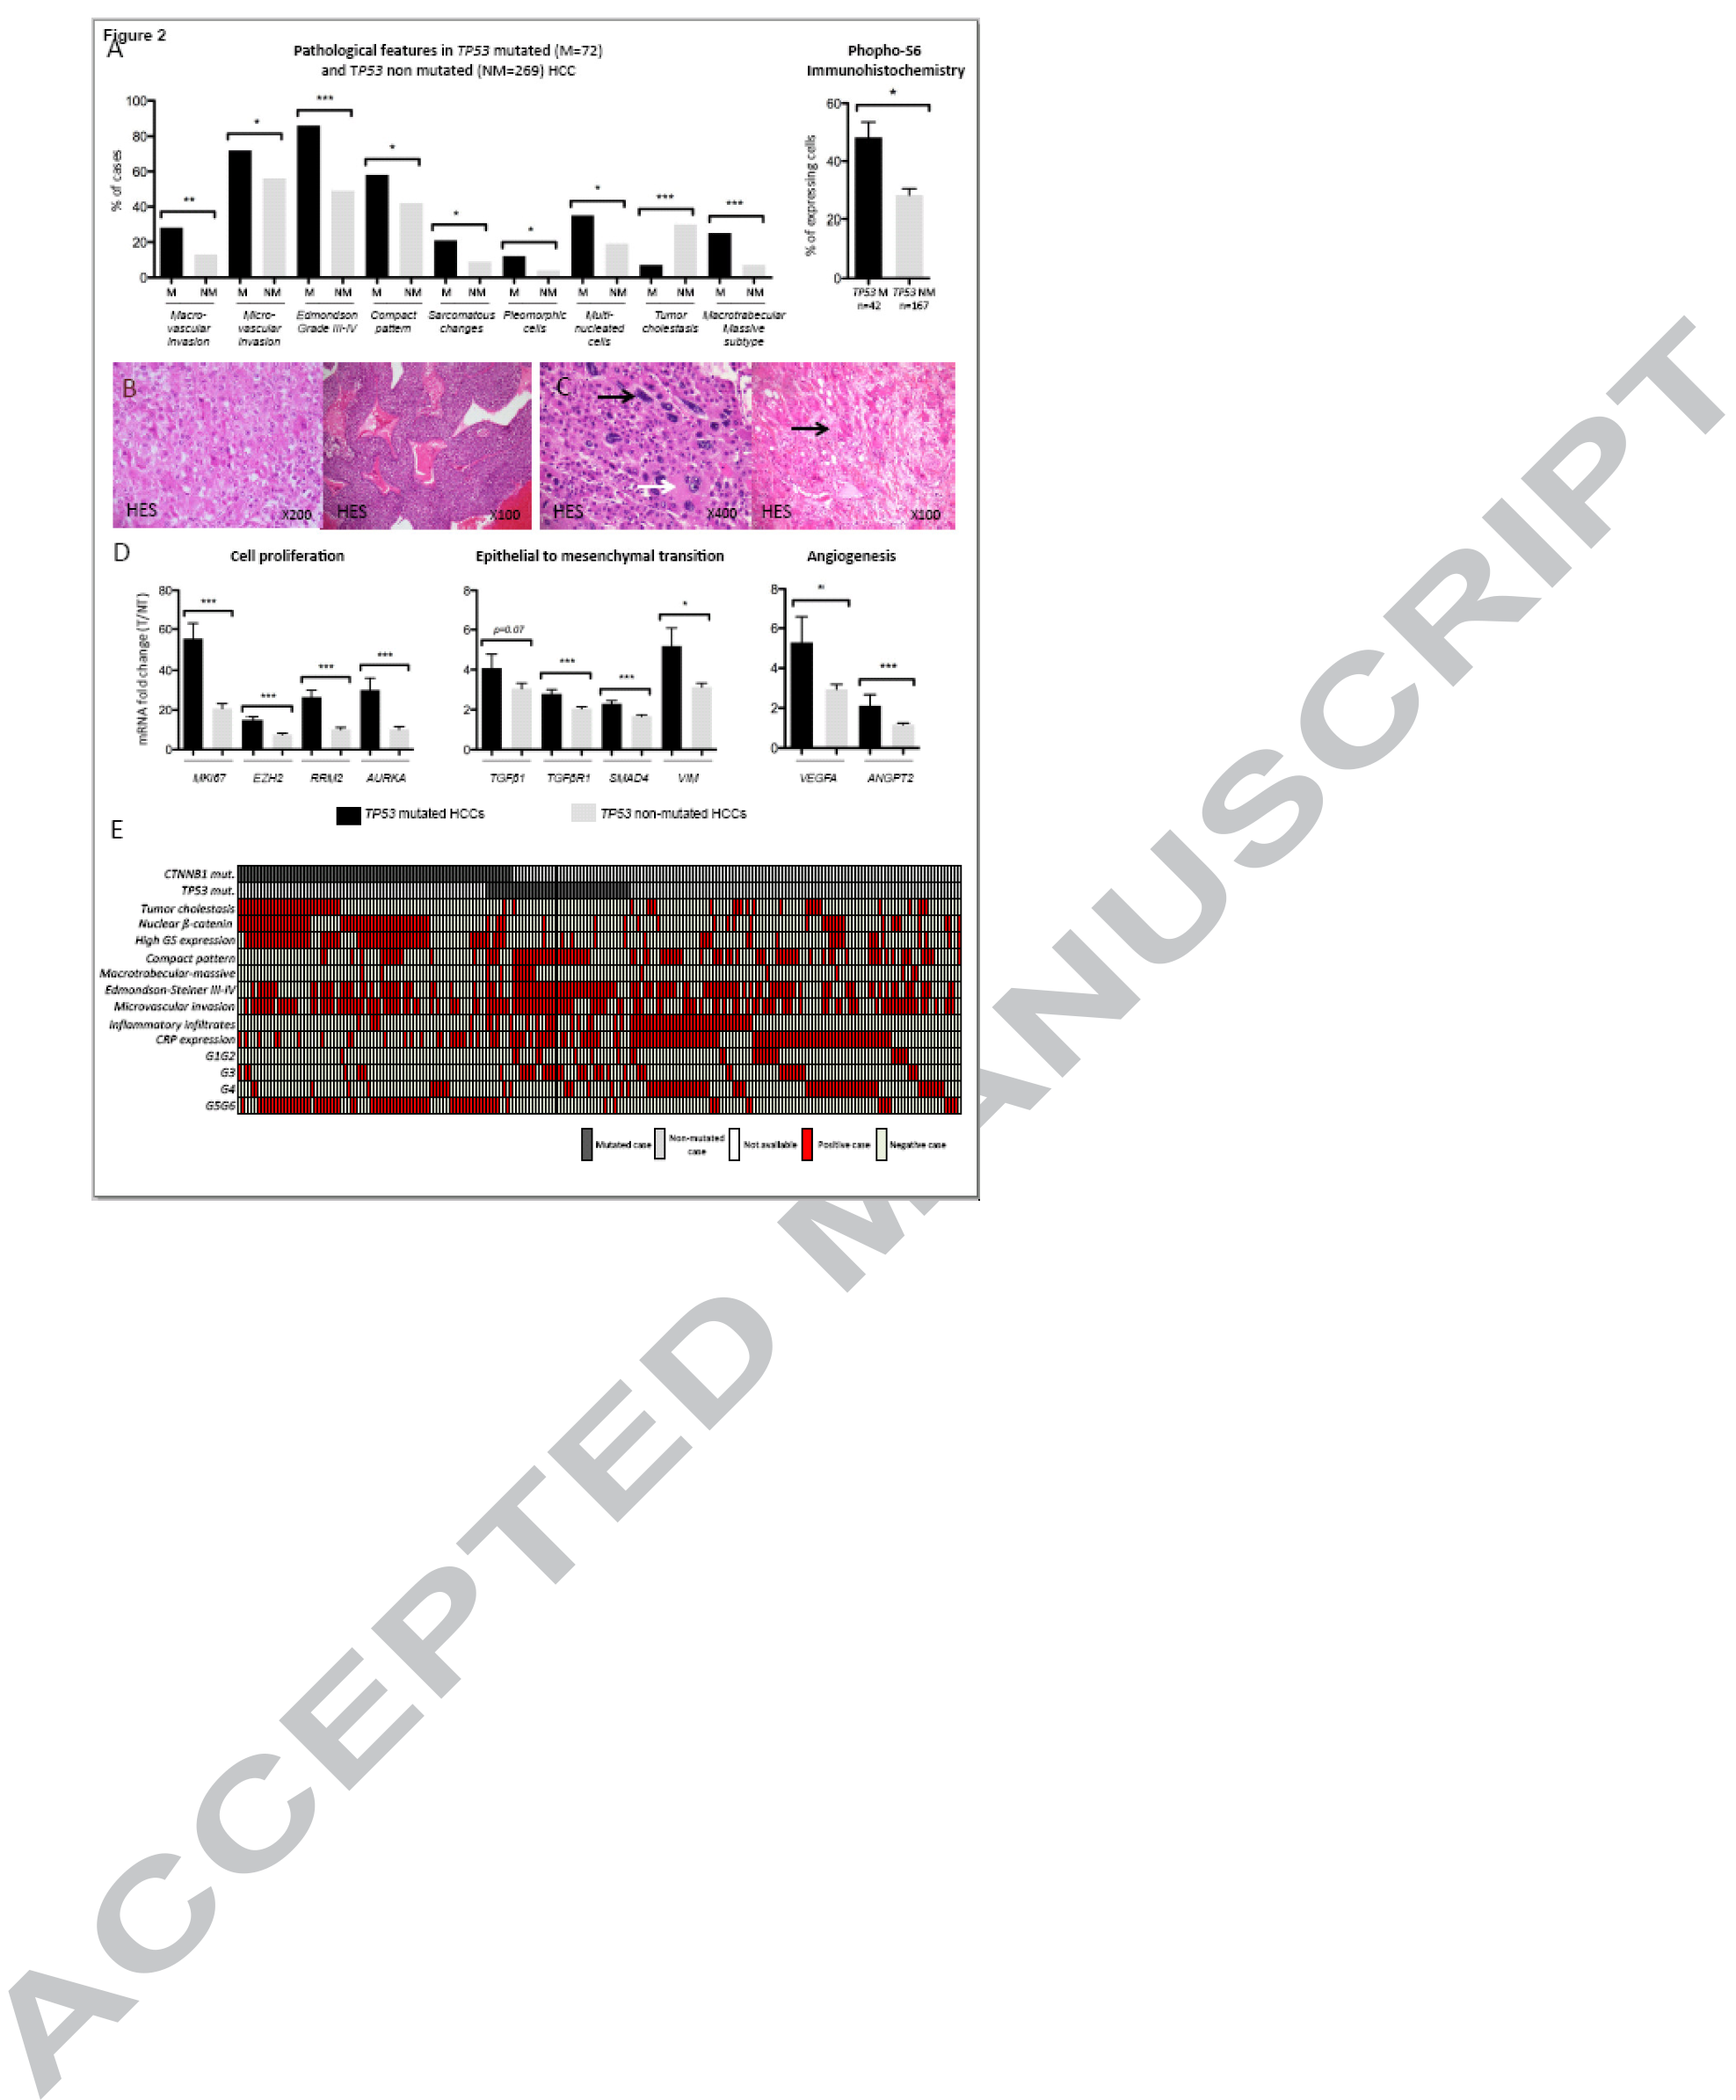 Figure 2
A
Pathological features in TP53 mutated (M=72)
and TP53 non mutated (NM=269) HCC
% of cases
100
80
60
40
20
0
** * *** * * * * *** ***
M NM M NM M NM M NM M NM M NM M NM M NM M NM
Macro-
vascular
invasion
Micro-
vascular
invasion
Edmondson
Grade III-IV
Compact
pattern
Sarcomatous
changes
Pleomorphic
cells
Multi-
nucleated
cells
Tumor
cholestasis
Macrotrabecular
Massive
subtype
Phopho-S6
Immunohistochemistry
% of expressing cells
60
40
20
0
*
TP53 M TP53 NM
n=42 n=167
B
HES X200
HES X100
C
HES X400
HES X100
D
Cell proliferation
mRNA fold change (T/NT)
80
60
40
20
0
*** *** *** ***
MKI67 EZH2 RRM2 AURKA
Epithelial to mesenchymal transition
8
6
4
2
0
p=0.07 *** *** *
TGFβ1 TGFβR1 SMAD4 VIM
Angiogenesis
8
6
4
2
0
* ***
VEGFA ANGPT2
TP53 mutated HCCs TP53 non-mutated HCCs
E
CTNNB1 mut.
TP53 mut.
Tumor cholestasis
Nuclear β-catenin
High GS expression
Compact pattern
Macrotrabecular-massive
Edmondson-Steiner III-IV
Microvascular invasion
Inflammatory infiltrates
CRP expression
G1G2
G3
G4
G5G6
Mutated case
Non-mutated
case
Not available
Positive case
Negative case
ACCEPTED MANUSCRIPT